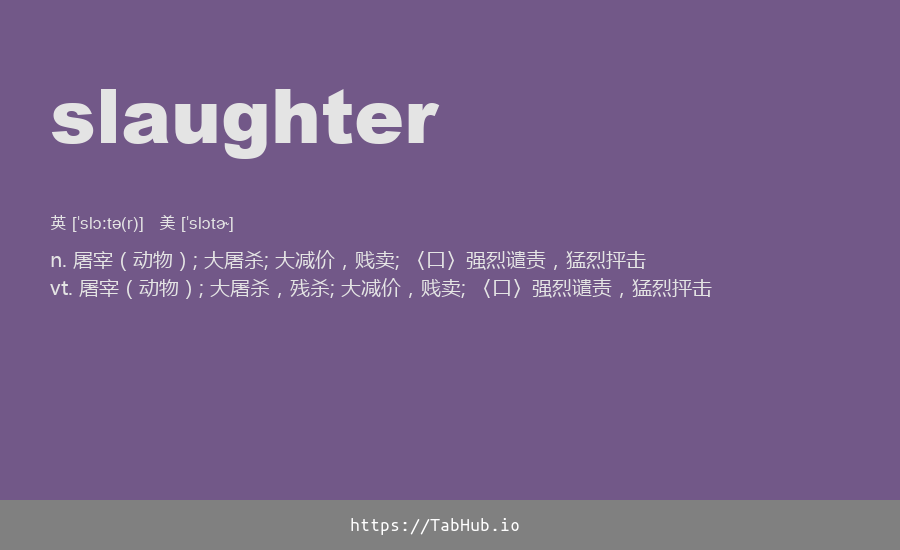 slaughter
英 [ˈslɔːtə(r)]   美 [ˈslɔtɚ]
n. 屠宰（动物）; 大屠杀; 大减价，贱卖; 〈口〉强烈谴责，猛烈抨击
vt. 屠宰（动物）; 大屠杀，残杀; 大减价，贱卖; 〈口〉强烈谴责，猛烈抨击
https://TabHub.io